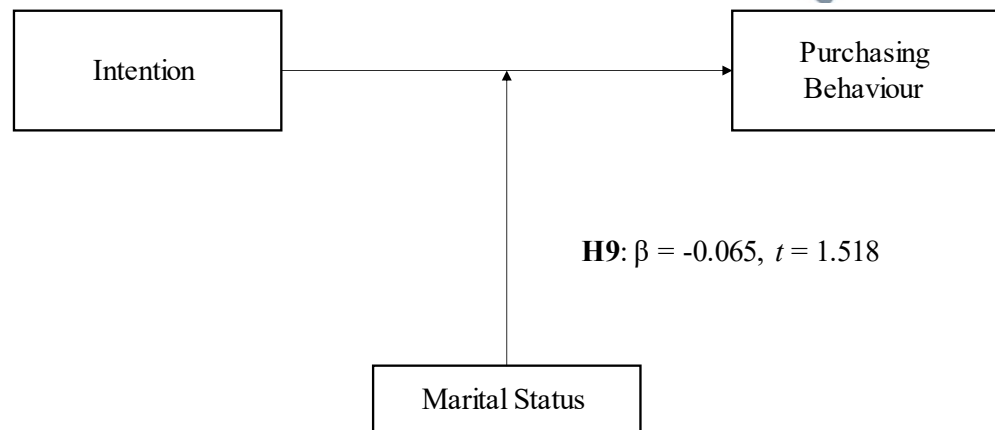 Intention
Purchasing
Behaviour
H9: β = -0.065, t = 1.518
Marital Status